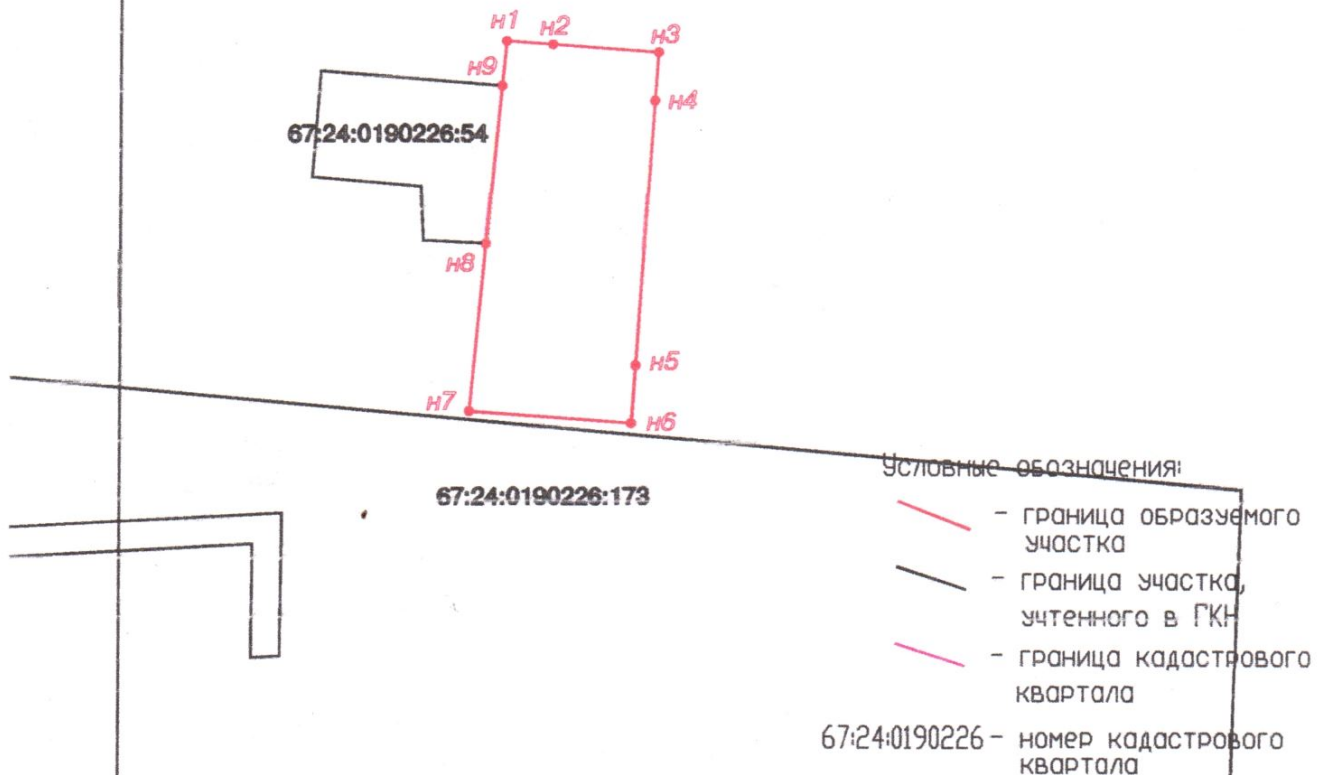 н1
н2
н3
н9
н4
67:24:0190226:54
н8
н5
н7
н6
67:24:0190226:173
Условные обозначения:
- граница образуемого
участка
- граница участка,
учтенного в ГКН
- граница кадастрового
квартала
67:24:0190226 - номер кадастрового
квартала